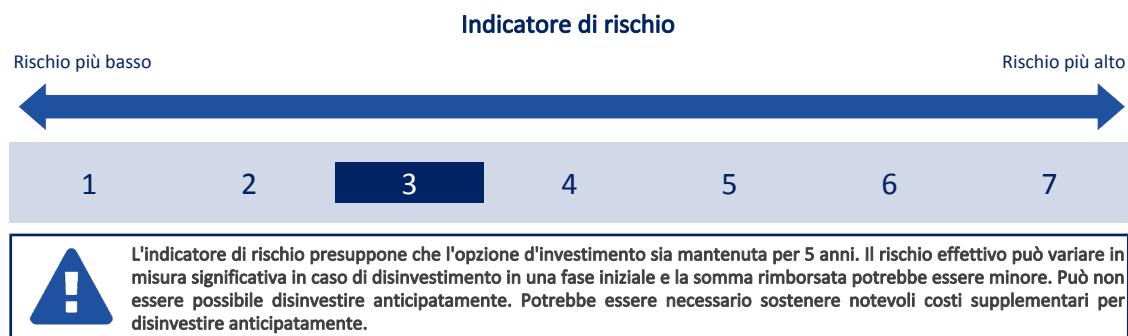 Indicatore di rischio
Rischio più basso
Rischio più alto
1 2 3 4 5 6 7
L'indicatore di rischio presuppone che l'opzione d'investimento sia mantenuta per 5 anni. Il rischio effettivo può variare in
misura significativa in caso di disinvestimento in una fase iniziale e la somma rimborsata potrebbe essere minore. Può non
essere possibile disinvestire anticipatamente. Potrebbe essere necessario sostenere notevoli costi supplementari per
disinvestire anticipatamente.